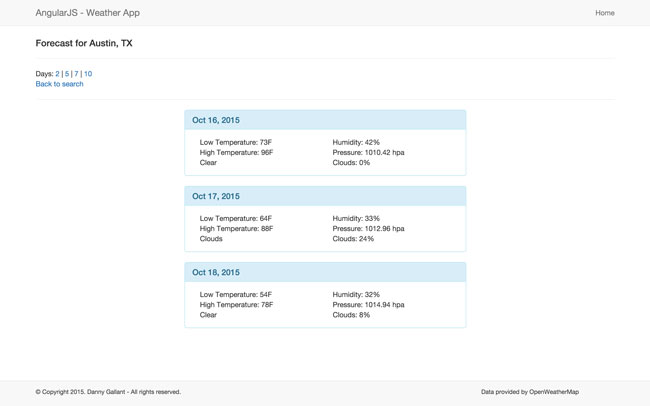 AngularJS - Weather App
Home
Forecast for Austin, TX
Days: 2 | 5 | 7 | 10
Back to search
Oct 16, 2015
Low Temperature: 73F
High Temperature: 96F
Clear
Humidity: 42%
Pressure: 1010.42 hpa
Clouds: 0%
Oct 17, 2015
Low Temperature: 64F
High Temperature: 88F
Clouds
Humidity: 33%
Pressure: 1012.96 hpa
Clouds: 24%
Oct 18, 2015
Low Temperature: 54F
High Temperature: 78F
Clear
Humidity: 32%
Pressure: 1014.94 hpa
Clouds: 8%
© Copyright 2015. Danny Gallant - All rights reserved.
Data provided by OpenWeatherMap